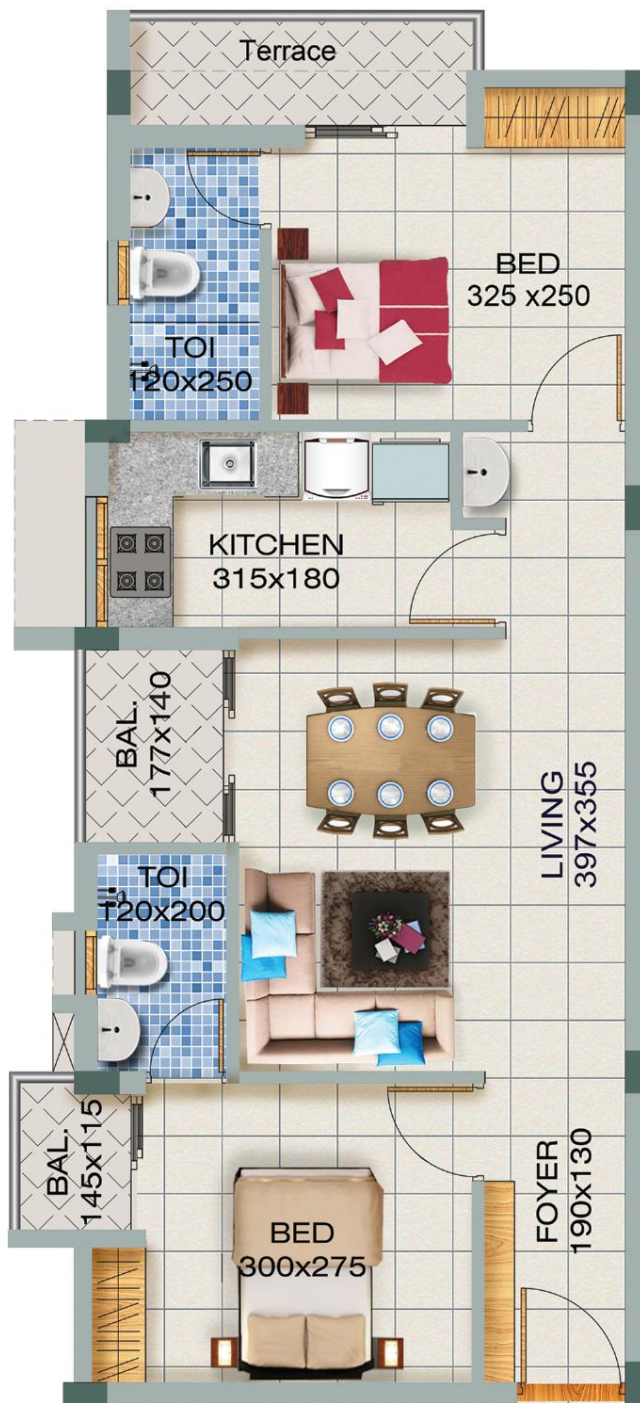 Terrace
BED
325 x250
TOI
120x250
KITCHEN
315x180
BAL.
177x140
LIVING
397x355
TOI
120x200
BAL.
145x115
FOYER
190x130
BED
300x275